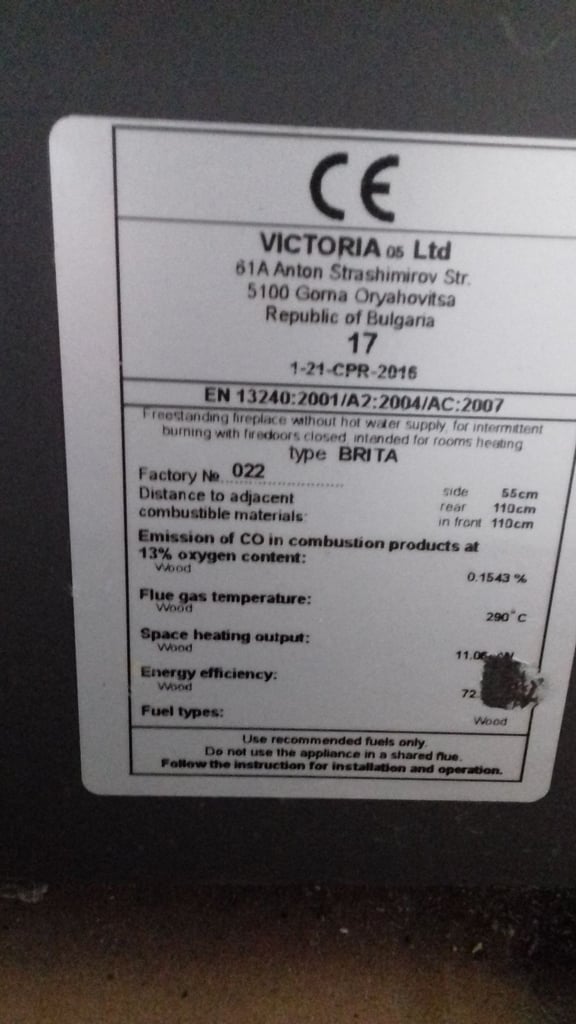 CE
VICTORIA 05 Ltd
61A Anton Strashimirov Str.
5100 Gorna Oryahovitsa
Republic of Bulgaria
17
1-21-CPR-2016
EN 13240:2001/A2:2004/AC:2007
Freestanding fireplace without hot water supply, for intermittent
burning with firedoors closed, intended for rooms heating
type BRITA
Factory № 022
Distance to adjacent combustible materials:
side 55cm
rear 110cm
in front 110cm
Emission of CO in combustion products at
13% oxygen content:
Wood 0.1543 %
Flue gas temperature:
Wood 290°C
Space heating output:
Wood 11.06
Energy efficiency:
Wood 72
Fuel types:
Wood
Use recommended fuels only.
Do not use the appliance in a shared flue.
Follow the instruction for installation and operation.